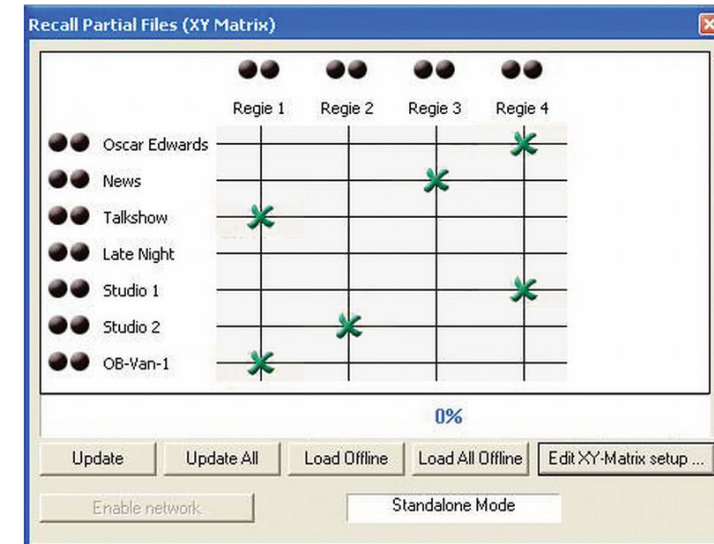 Recall Partial Files (XY Matrix)
Regie 1 Regie 2 Regie 3 Regie 4
Oscar Edwards
News
Talkshow
Late Night
Studio 1
Studio 2
OB-Van-1
0%
Update Update All Load Offline Load All Offline Edit XY-Matrix setup ...
Enable network Standalone Mode